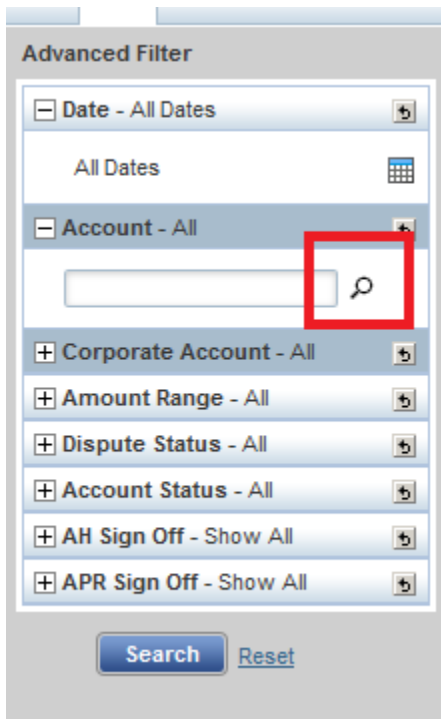 Advanced Filter
Date - All Dates
All Dates
Account - All
Corporate Account - All
Amount Range - All
Dispute Status - All
Account Status - All
AH Sign Off - Show All
APR Sign Off - Show All
Search Reset